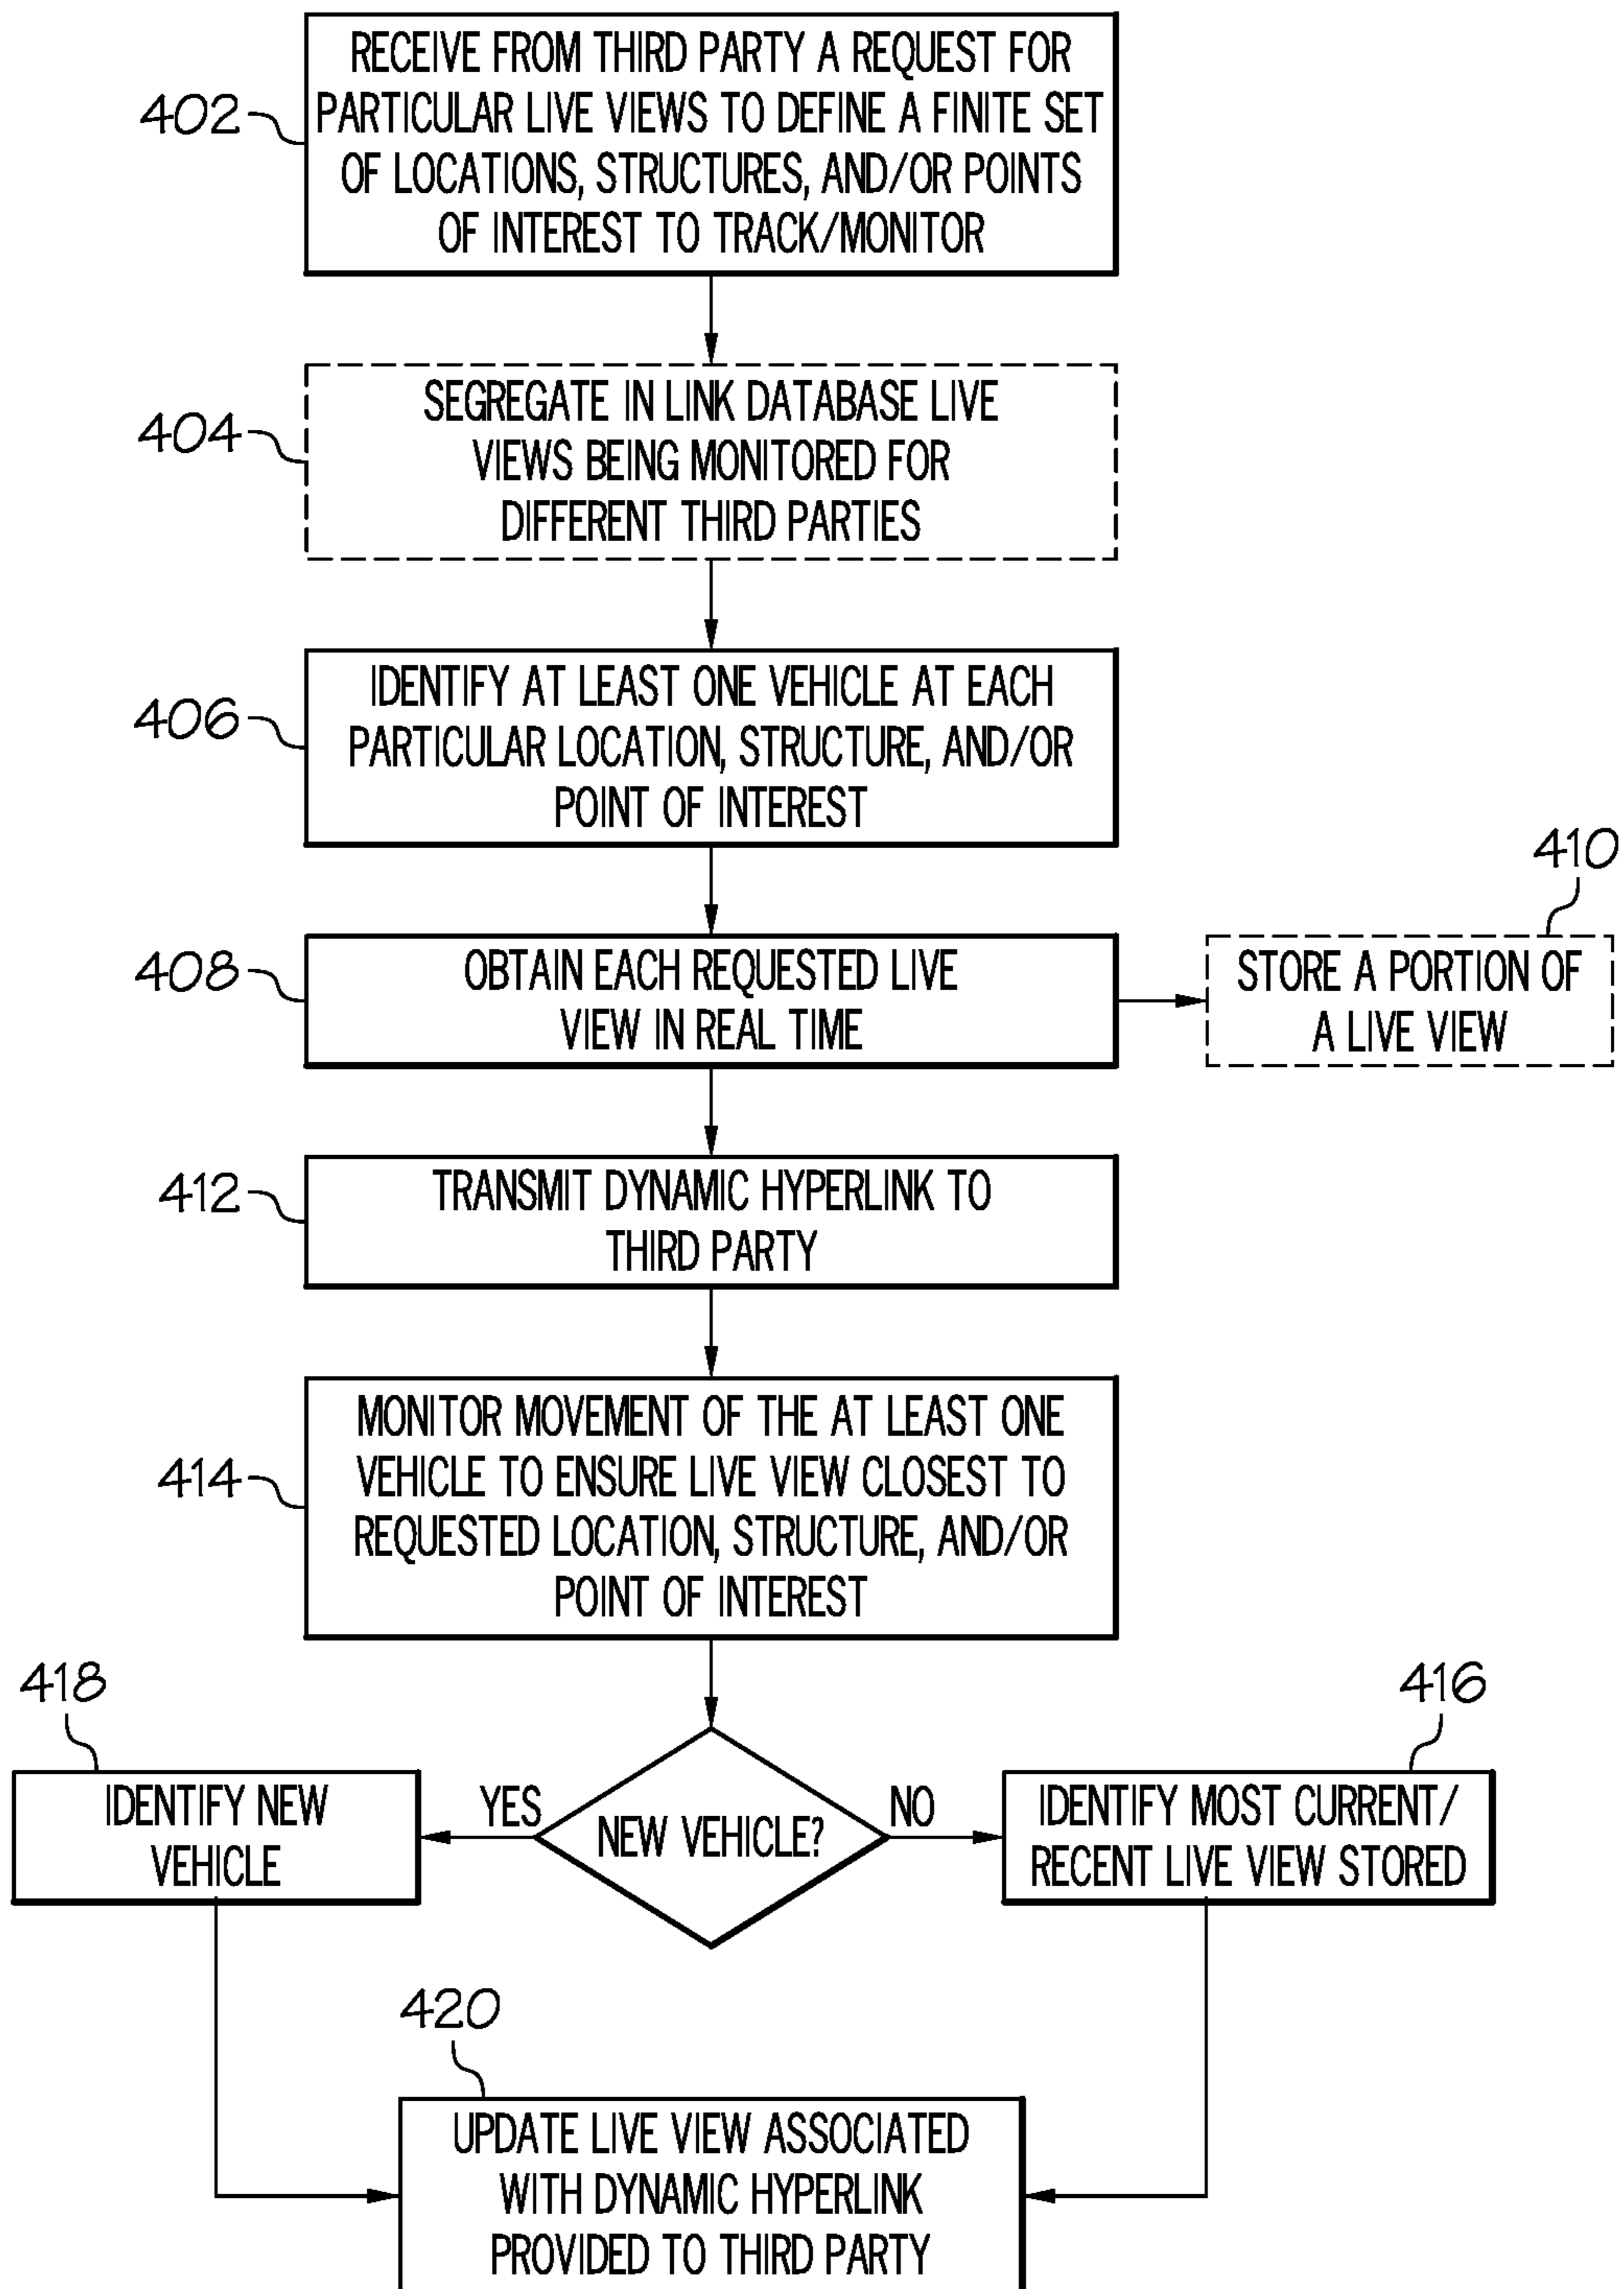 402
RECEIVE FROM THIRD PARTY A REQUEST FOR
PARTICULAR LIVE VIEWS TO DEFINE A FINITE SET
OF LOCATIONS, STRUCTURES, AND/OR POINTS
OF INTEREST TO TRACK/MONITOR
404
SEGREGATE IN LINK DATABASE LIVE
VIEWS BEING MONITORED FOR
DIFFERENT THIRD PARTIES
406
IDENTIFY AT LEAST ONE VEHICLE AT EACH
PARTICULAR LOCATION, STRUCTURE, AND/OR
POINT OF INTEREST
408
OBTAIN EACH REQUESTED LIVE
VIEW IN REAL TIME
410
STORE A PORTION OF
A LIVE VIEW
412
TRANSMIT DYNAMIC HYPERLINK TO
THIRD PARTY
414
MONITOR MOVEMENT OF THE AT LEAST ONE
VEHICLE TO ENSURE LIVE VIEW CLOSEST TO
REQUESTED LOCATION, STRUCTURE, AND/OR
POINT OF INTEREST
418
IDENTIFY NEW
VEHICLE
YES
NEW VEHICLE?
NO
416
IDENTIFY MOST CURRENT/
RECENT LIVE VIEW STORED
420
UPDATE LIVE VIEW ASSOCIATED
WITH DYNAMIC HYPERLINK
PROVIDED TO THIRD PARTY